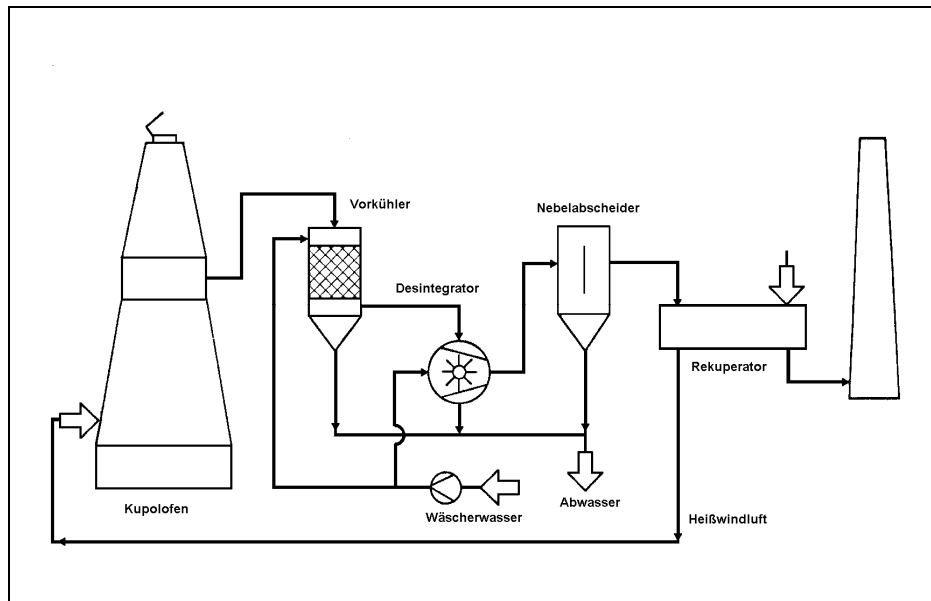 Vorkühler
Nebelabscheider
Desintegrator
Rekuperator
Kupolofen
Wäscherwasser
Abwasser
Heißwindluft